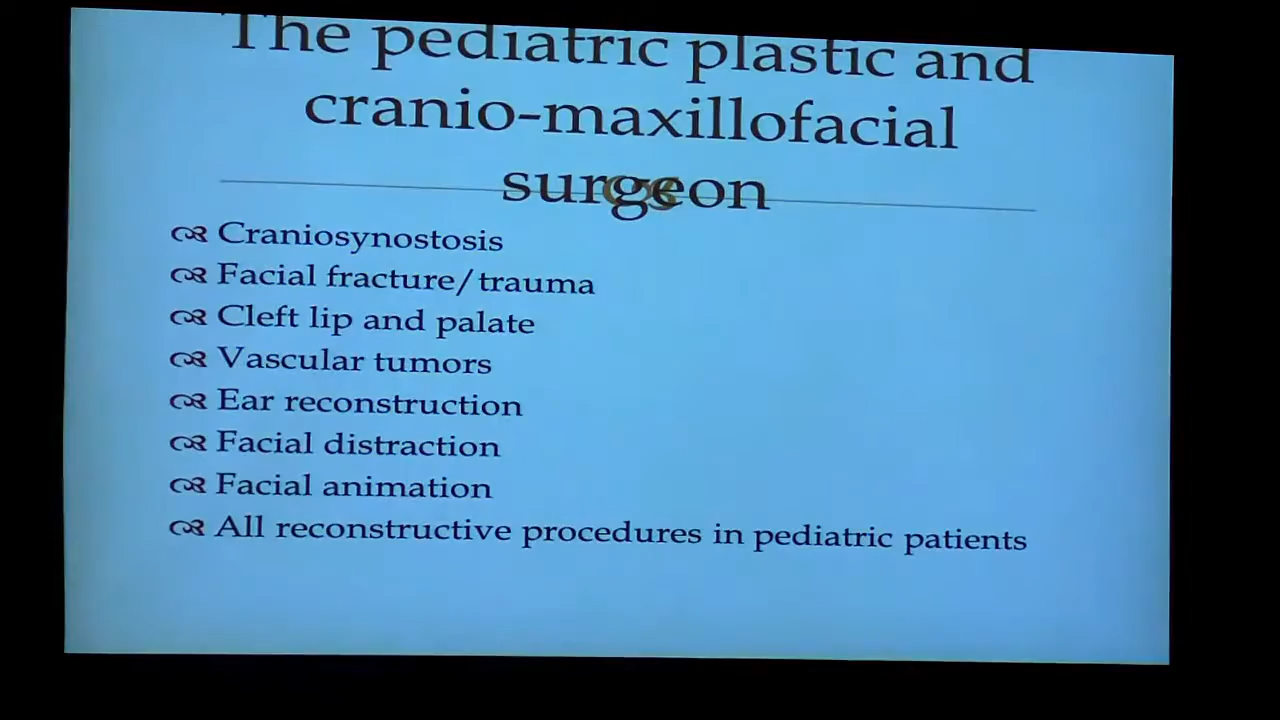 The pediatric plastic and
cranio-maxillofacial
surgeon
Craniosynostosis
Facial fracture/trauma
Cleft lip and palate
Vascular tumors
Ear reconstruction
Facial distraction
Facial animation
All reconstructive procedures in pediatric patients